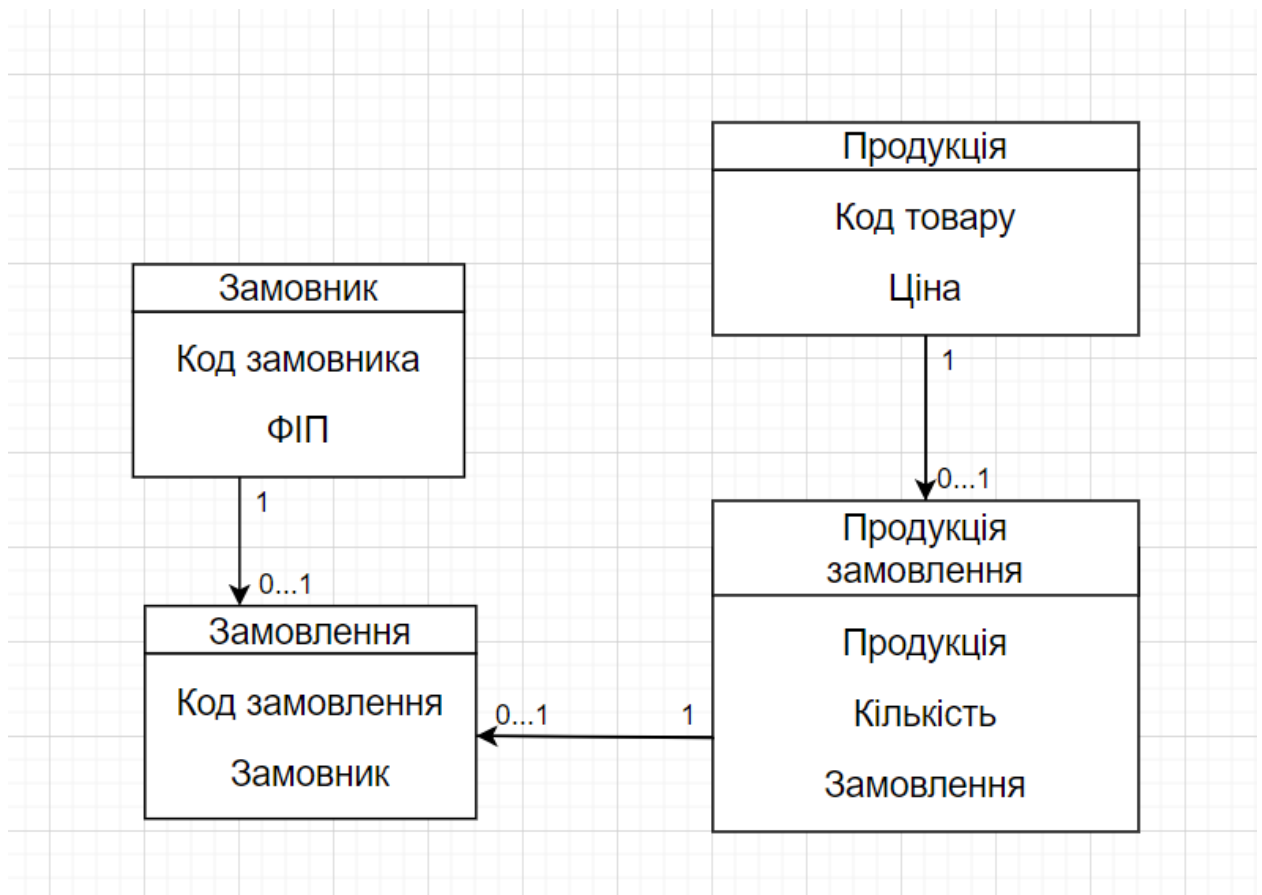 Продукція
Код товару
Ціна
1
0...1
Замовник
Код замовника
ФІП
1
0...1
Замовлення
Код замовлення
Замовник
0...1
1
Продукція
замовлення
Продукція
Кількість
Замовлення